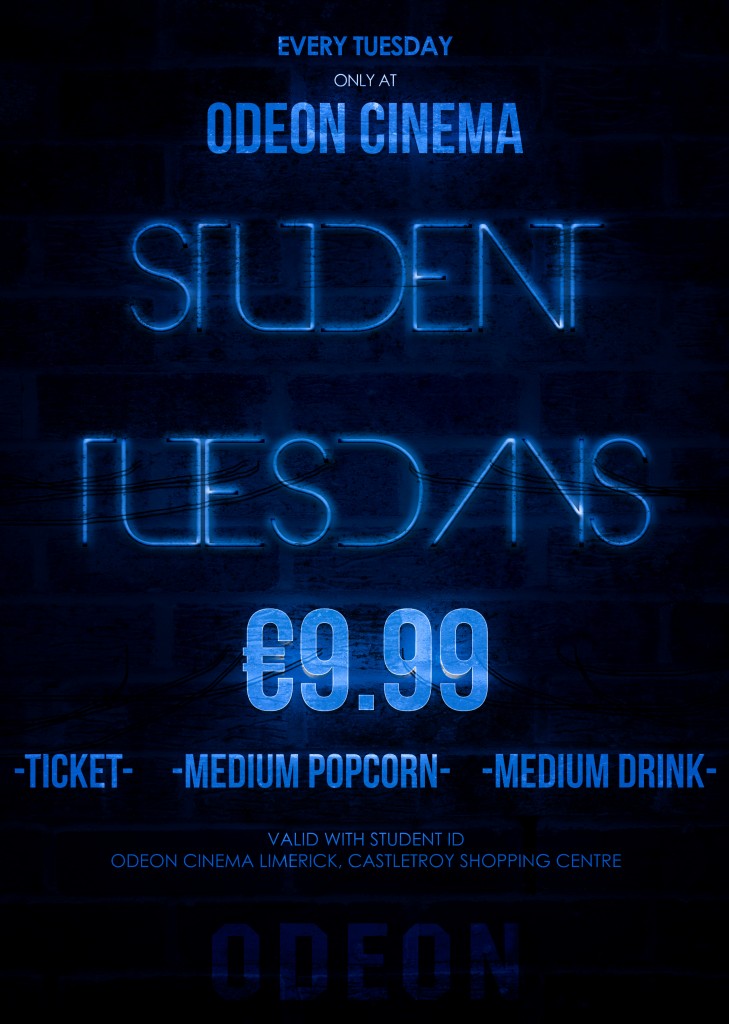 EVERY TUESDAY
ONLY AT
ODEON CINEMA
STUDENT
TUESDAYS
€9.99
-TICKET- -MEDIUM POPCORN- -MEDIUM DRINK-
VALID WITH STUDENT ID
ODEON CINEMA LIMERICK, CASTLETROY SHOPPING CENTRE
ODEON